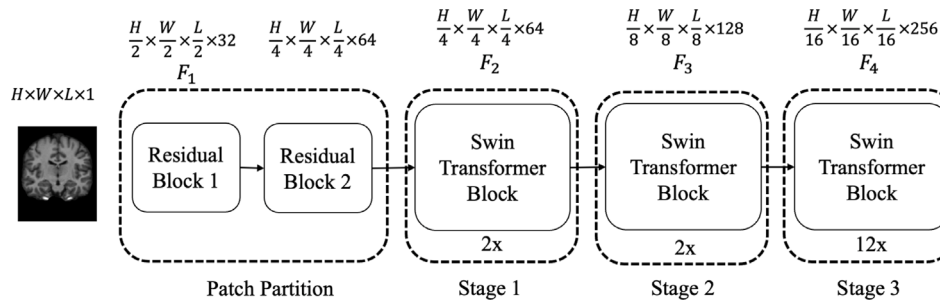 H/2×W/2×L/2×32 H/4×W/4×L/4×64 H/4×W/4×L/4×64 H/8×W/8×L/8×128 H/16×W/16×L/16×256
F₁ F₂ F₃ F₄
H×W×L×1
Residual Block 1
Residual Block 2
Swin Transformer Block
2x
Swin Transformer Block
2x
Swin Transformer Block
12x
Patch Partition Stage 1 Stage 2 Stage 3